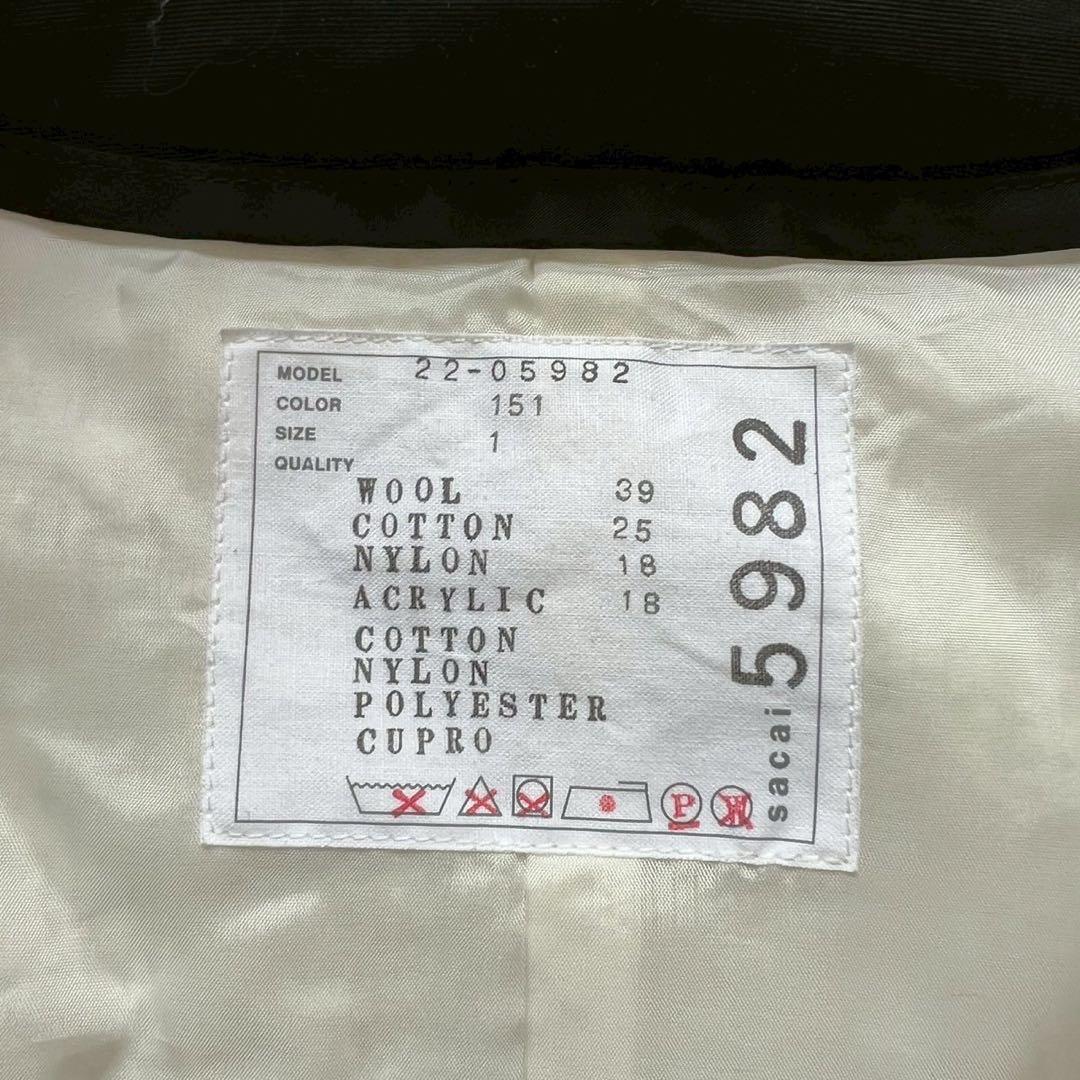 MODEL 22-05982
COLOR 151
SIZE 1
QUALITY
WOOL 39
COTTON 25
NYLON 18
ACRYLIC 18
COTTON
NYLON
POLYESTER
CUPRO
P W
sacai 5982